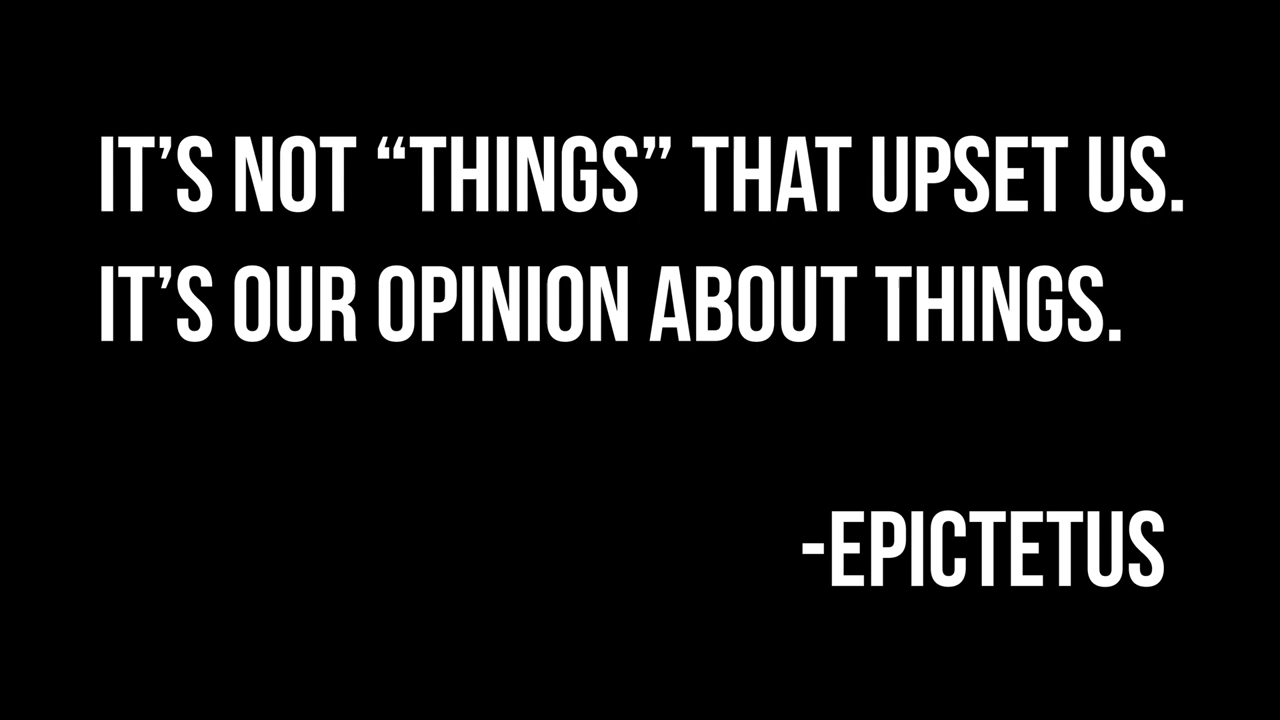 IT’S NOT “THINGS” THAT UPSET US.
IT’S OUR OPINION ABOUT THINGS.
-EPICTETUS